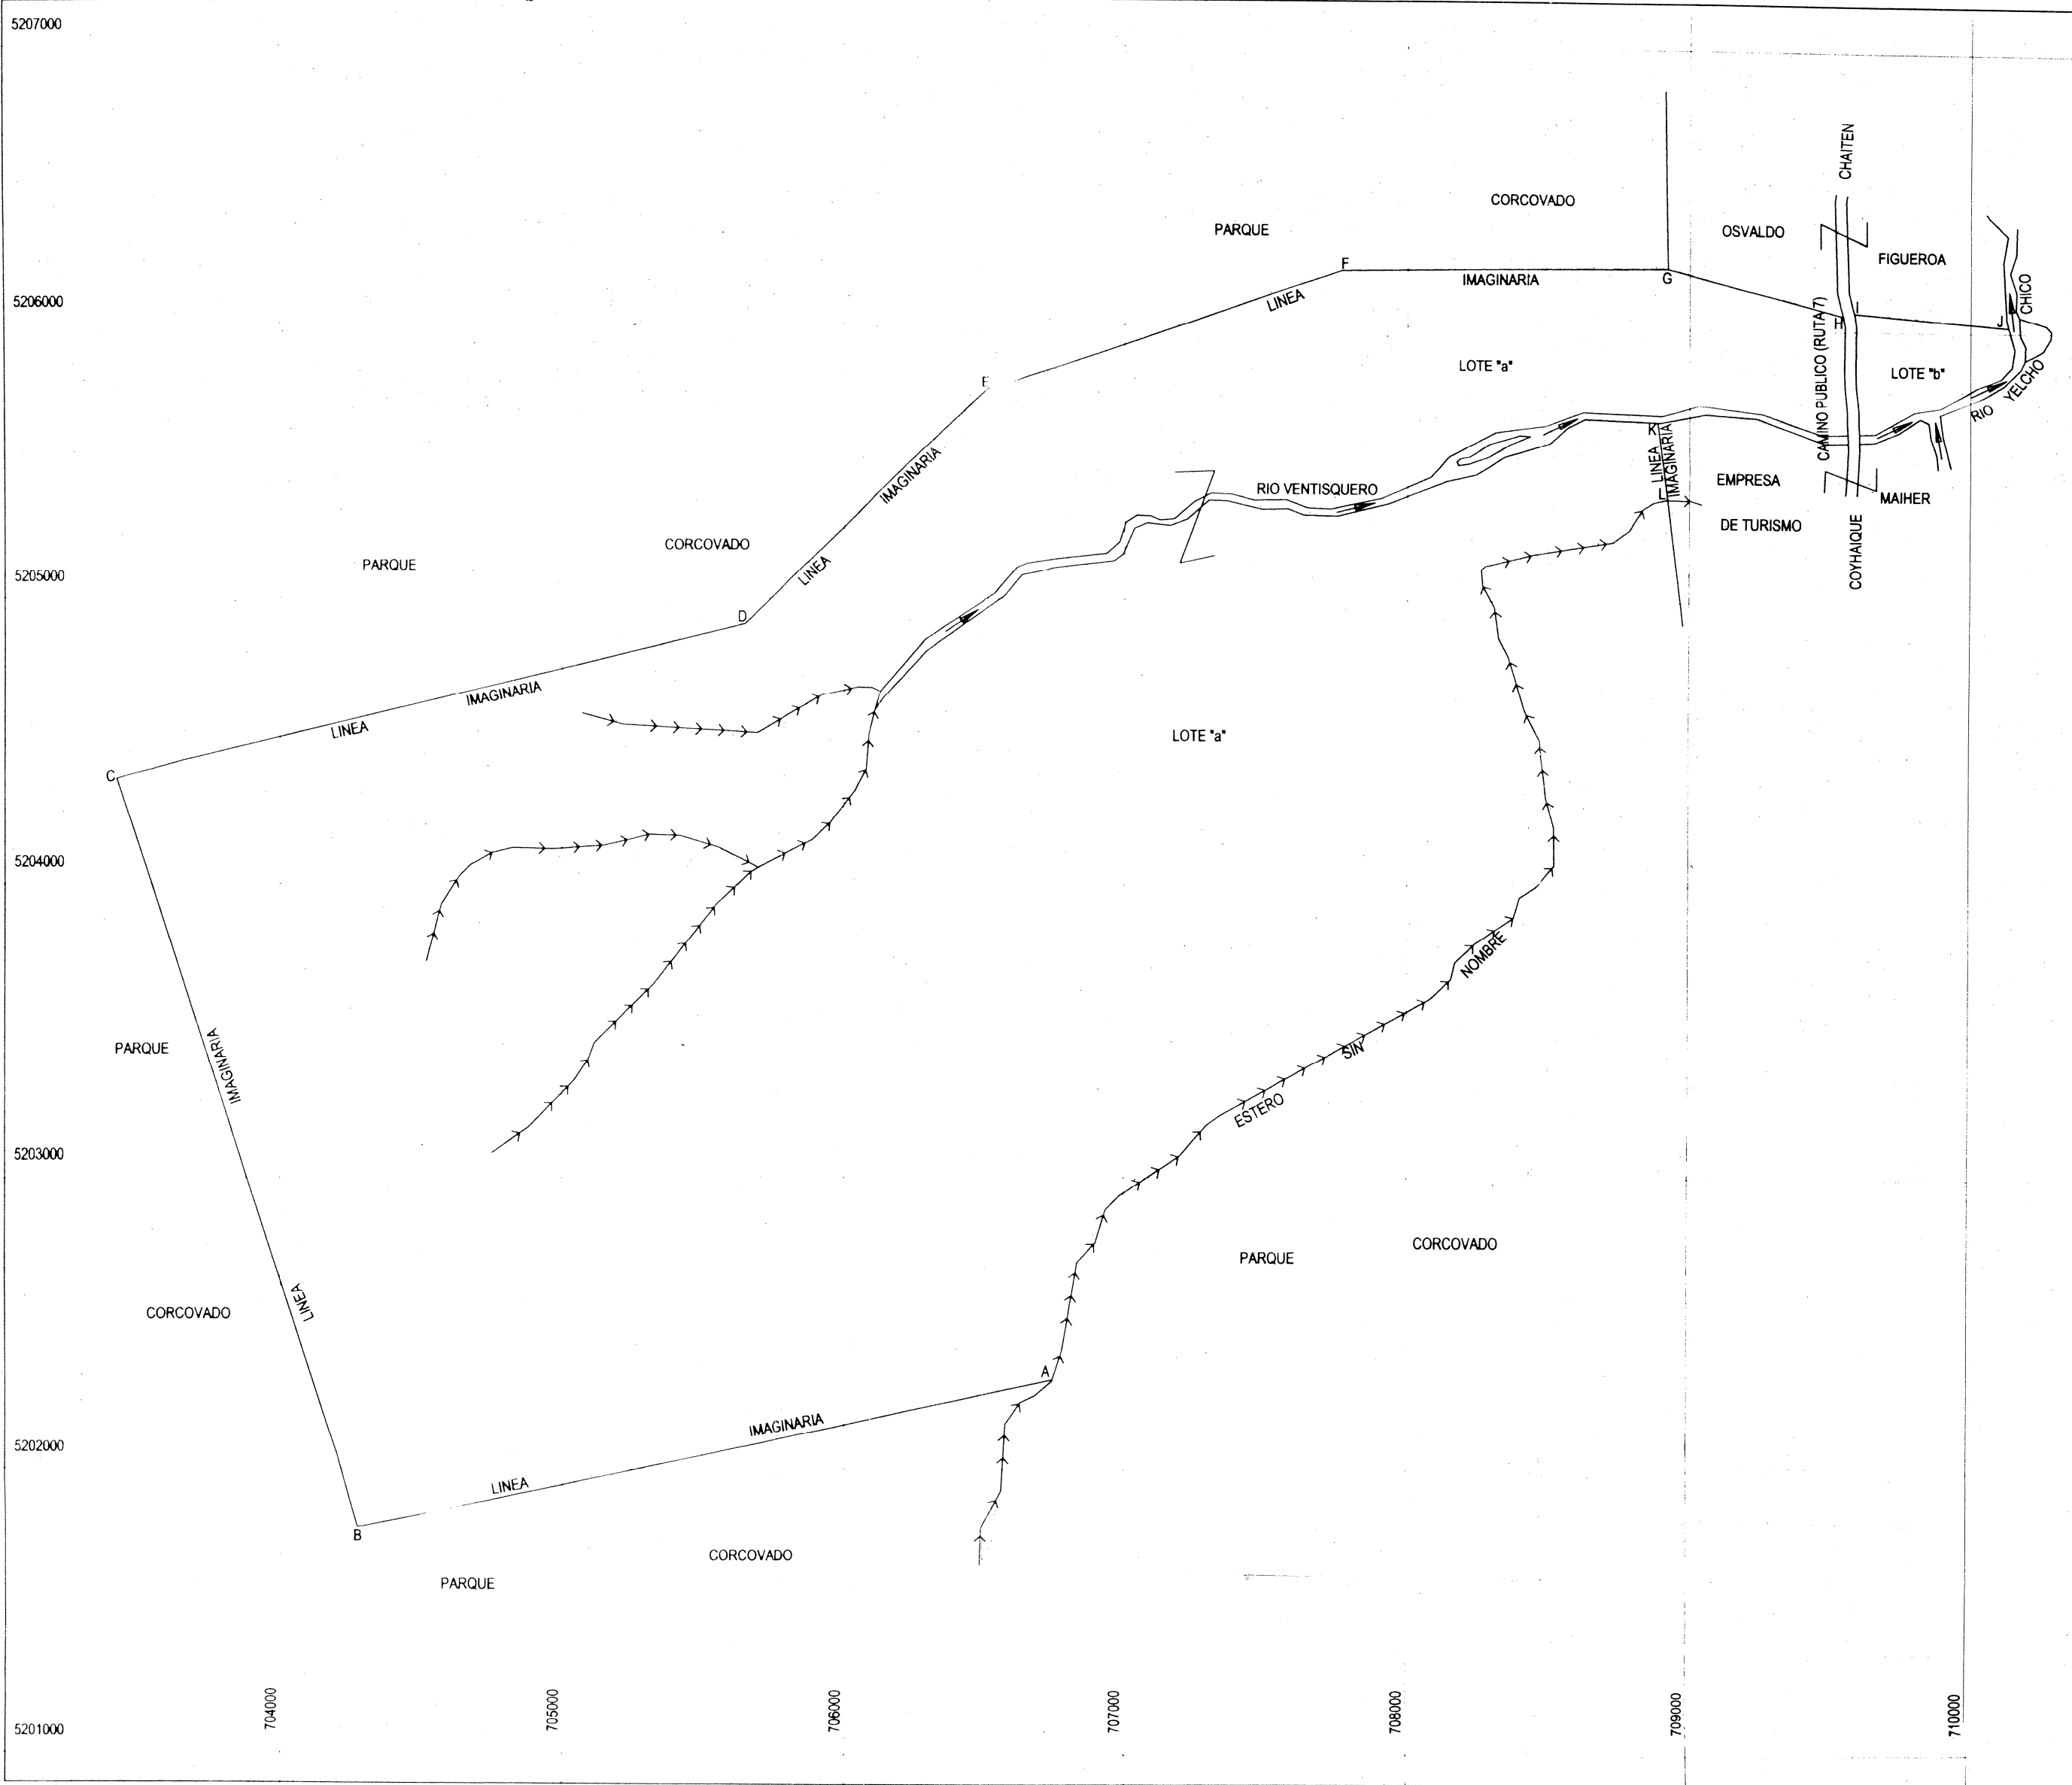 5207000
CHAITEN
CORCOVADO
PARQUE
OSVALDO
FIGUEROA
F
IMAGINARIA
G
LINEA
5206000
CAMINO PUBLICO (RUTA 7)
H
I
J
CHICO
LOTE "a"
LOTE "b"
E
YELCHO
RIO
K
LINEA
IMAGINARIA
IMAGINARIA
RIO VENTISQUERO
L
EMPRESA
MAIHER
DE TURISMO
COYHAIQUE
CORCOVADO
PARQUE
LINEA
5205000
D
IMAGINARIA
LINEA
LOTE "a"
C
5204000
NOMBRE
PARQUE
IMAGINARIA
SIN
ESTERO
5203000
CORCOVADO
PARQUE
LINEA
CORCOVADO
A
IMAGINARIA
5202000
LINEA
B
CORCOVADO
PARQUE
704000
705000
706000
707000
708000
709000
7100000
5201000